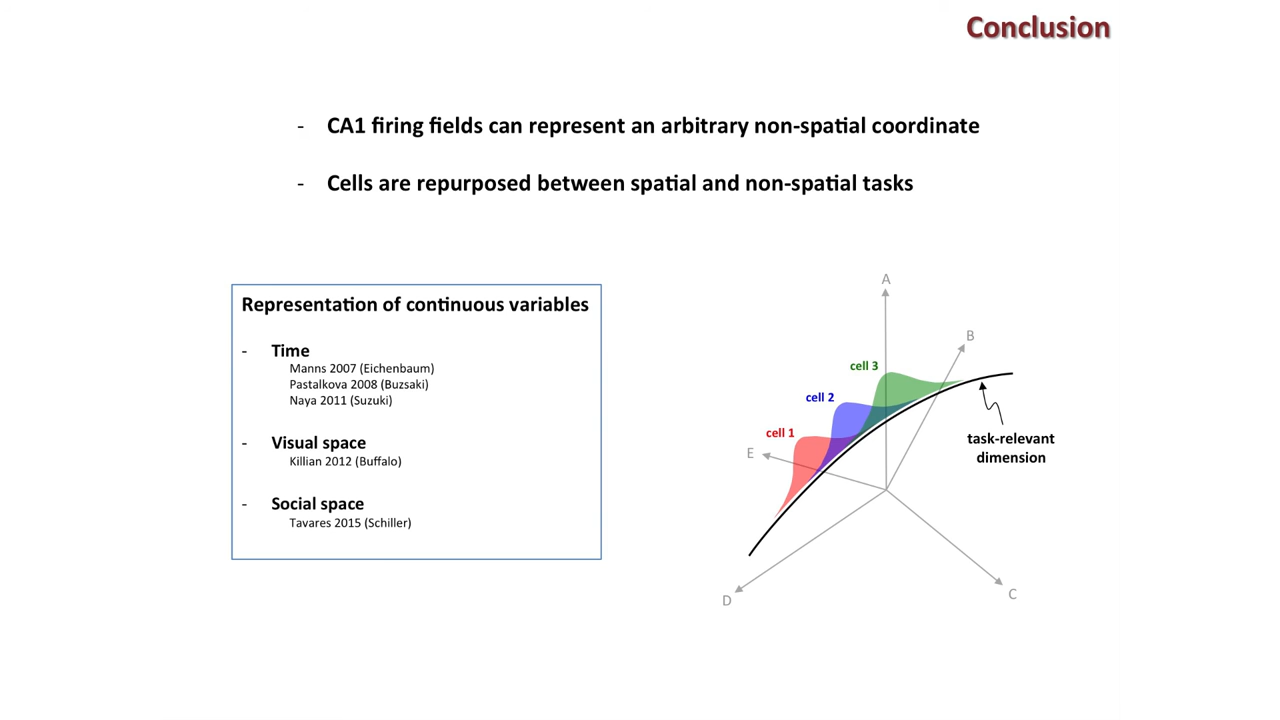 Conclusion
- CA1 firing fields can represent an arbitrary non-spatial coordinate
- Cells are repurposed between spatial and non-spatial tasks
Representation of continuous variables
- Time
Manns 2007 (Eichenbaum)
Pastalkova 2008 (Buzsaki)
Naya 2011 (Suzuki)
- Visual space
Killian 2012 (Buffalo)
- Social space
Tavares 2015 (Schiller)
A
B
cell 3
cell 2
cell 1
E
task-relevant
dimension
D
C